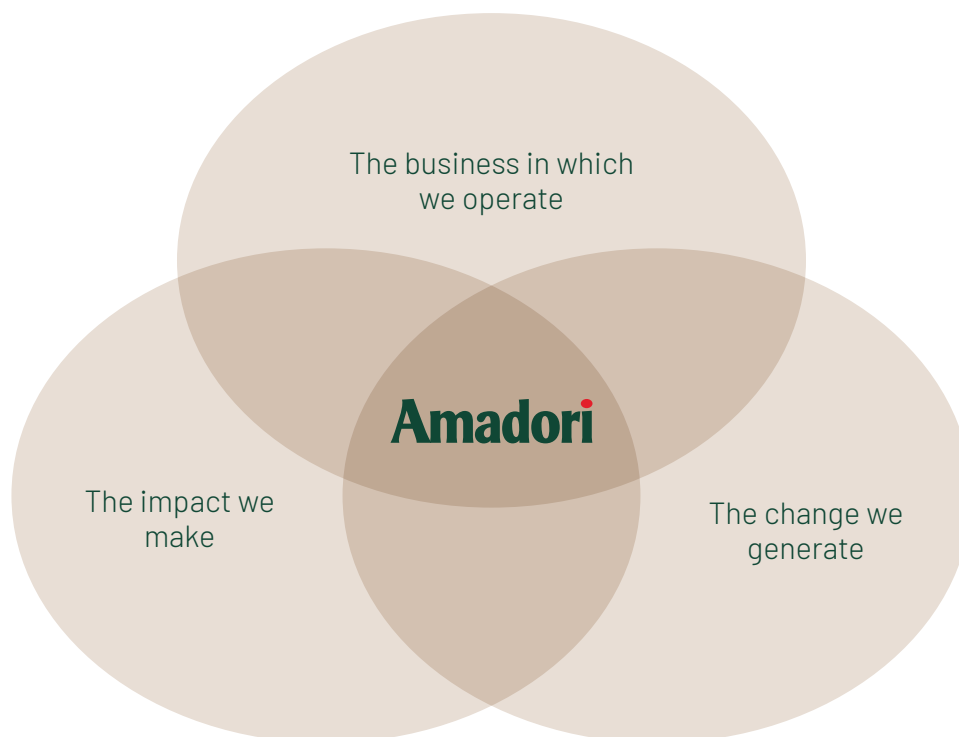 The business in which
we operate
Amadori
The impact we
make
The change we
generate